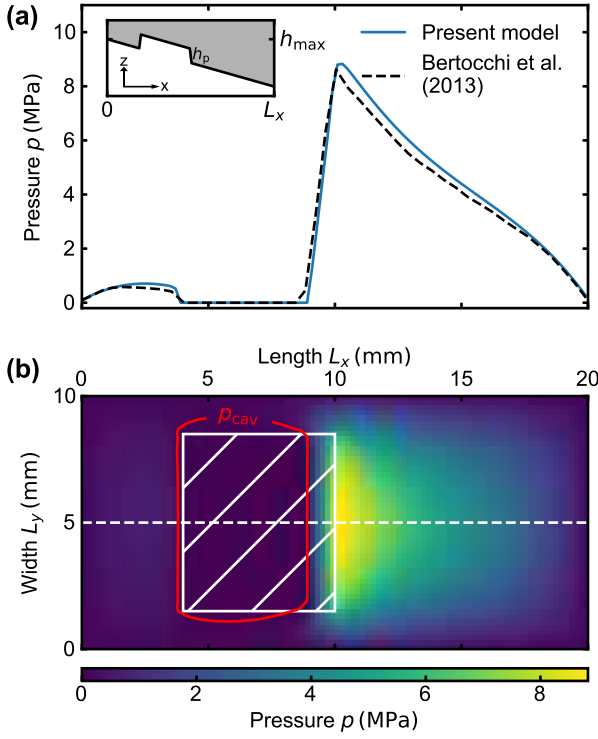 (a)
Pressure p (MPa)
10
8
6
4
2
0
h_max
h_p
z
x
0
L_x
Present model
Bertocchi et al.
(2013)
(b)
Length L_x (mm)
0 5 10 15 20
Width L_y (mm)
10
5
0
p_cav
0 2 4 6 8
Pressure p (MPa)